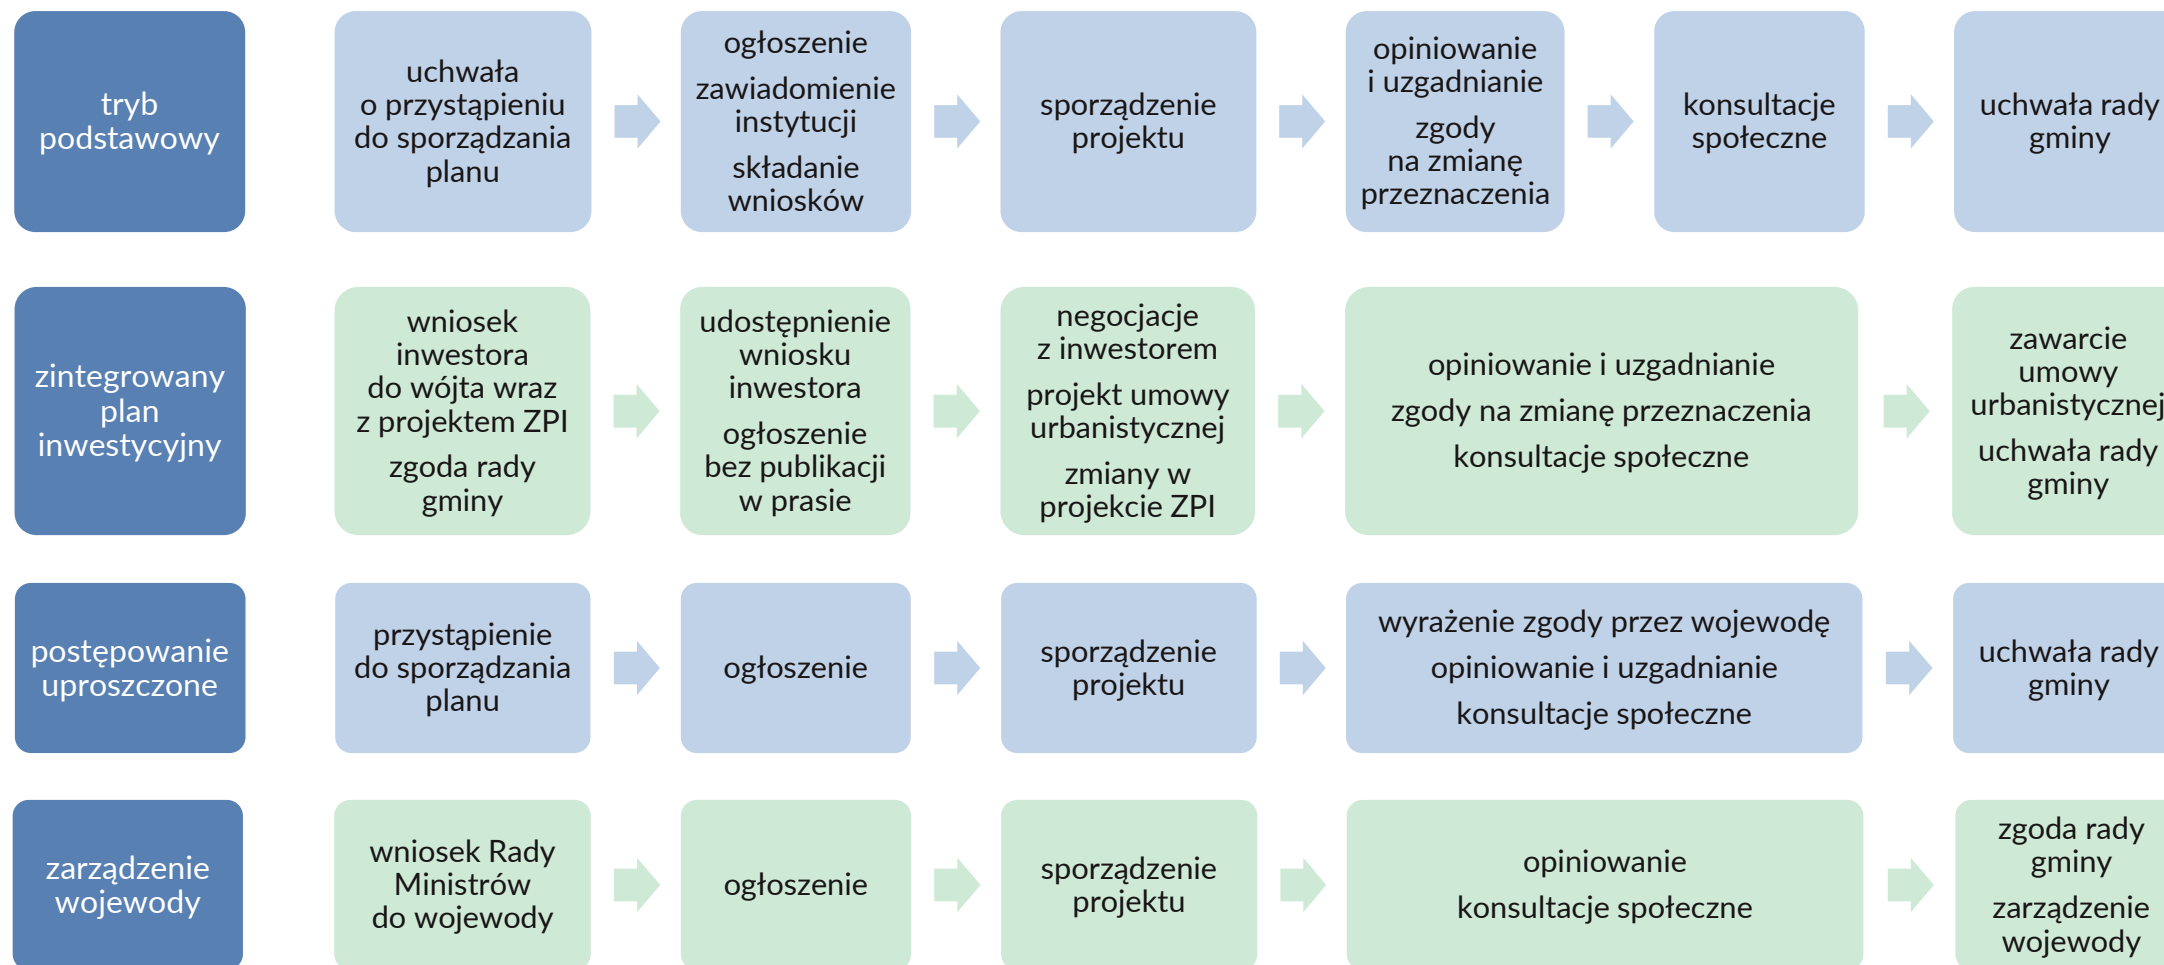 tryb
podstawowy
uchwała
o przystąpieniu
do sporządzania
planu
ogłoszenie
zawiadomienie
instytucji
składanie
wniosków
sporządzenie
projektu
opiniowanie
i uzgadnianie
zgody
na zmianę
przeznaczenia
konsultacje
społeczne
uchwała rady
gminy
zintegrowany
plan
inwestycyjny
wniosek
inwestora
do wójta wraz
z projektem ZPI
zgoda rady
gminy
udostępnienie
wniosku
inwestora
ogłoszenie
bez publikacji
w prasie
negocjacje
z inwestorem
projekt umowy
urbanistycznej
zmiany w
projekcie ZPI
opiniowanie i uzgadnianie
zgody na zmianę przeznaczenia
konsultacje społeczne
zawarcie
umowy
urbanistycznej
uchwała rady
gminy
postępowanie
uproszczone
przystąpienie
do sporządzania
planu
ogłoszenie
sporządzenie
projektu
wyrażenie zgody przez wojewodę
opiniowanie i uzgadnianie
konsultacje społeczne
uchwała rady
gminy
zarządzenie
wojewody
wniosek Rady
Ministrów
do wojewody
ogłoszenie
sporządzenie
projektu
opiniowanie
konsultacje społeczne
zgoda rady
gminy
zarządzenie
wojewody